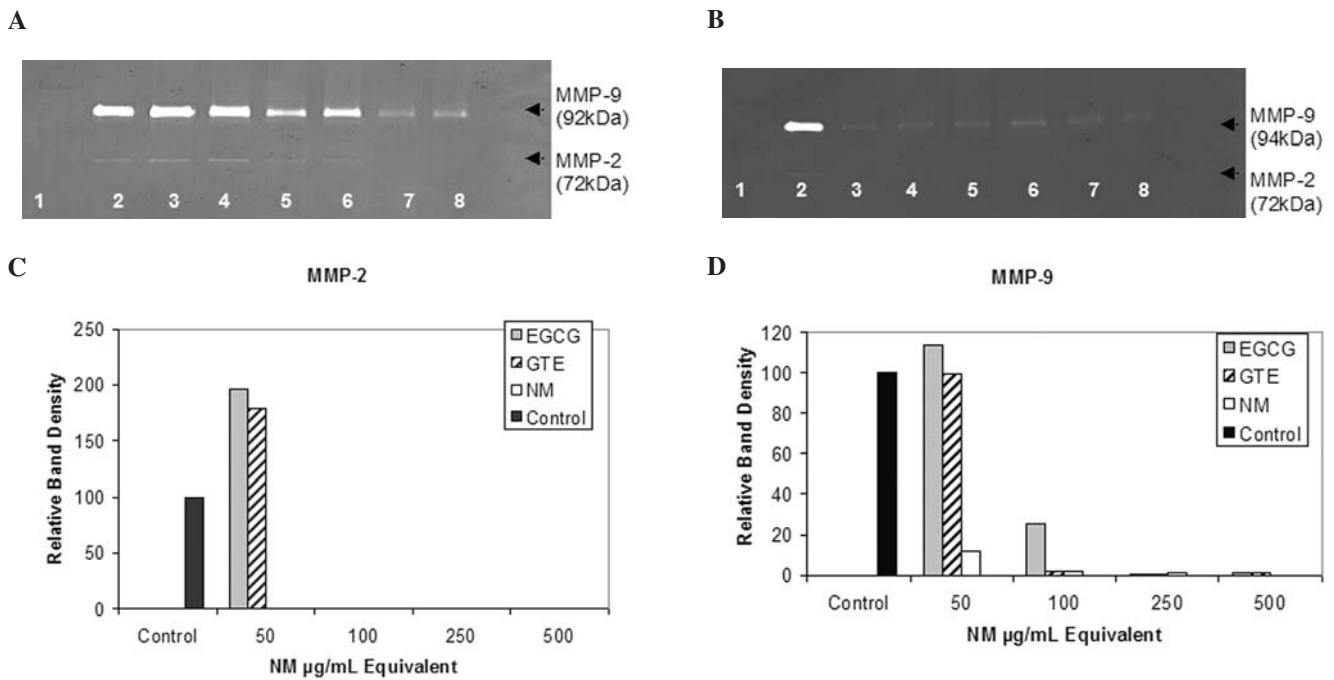 A
MMP-9
(92kDa)
MMP-2
(72kDa)
1 2 3 4 5 6 7 8
B
MMP-9
(94kDa)
MMP-2
(72kDa)
1 2 3 4 5 6 7 8
C
MMP-2
250
200
150
100
50
0
Relative Band Density
EGCG
GTE
NM
Control
Control 50 100 250 500
NM µg/mL Equivalent
D
MMP-9
120
100
80
60
40
20
0
Relative Band Density
EGCG
GTE
NM
Control
Control 50 100 250 500
NM µg/mL Equivalent